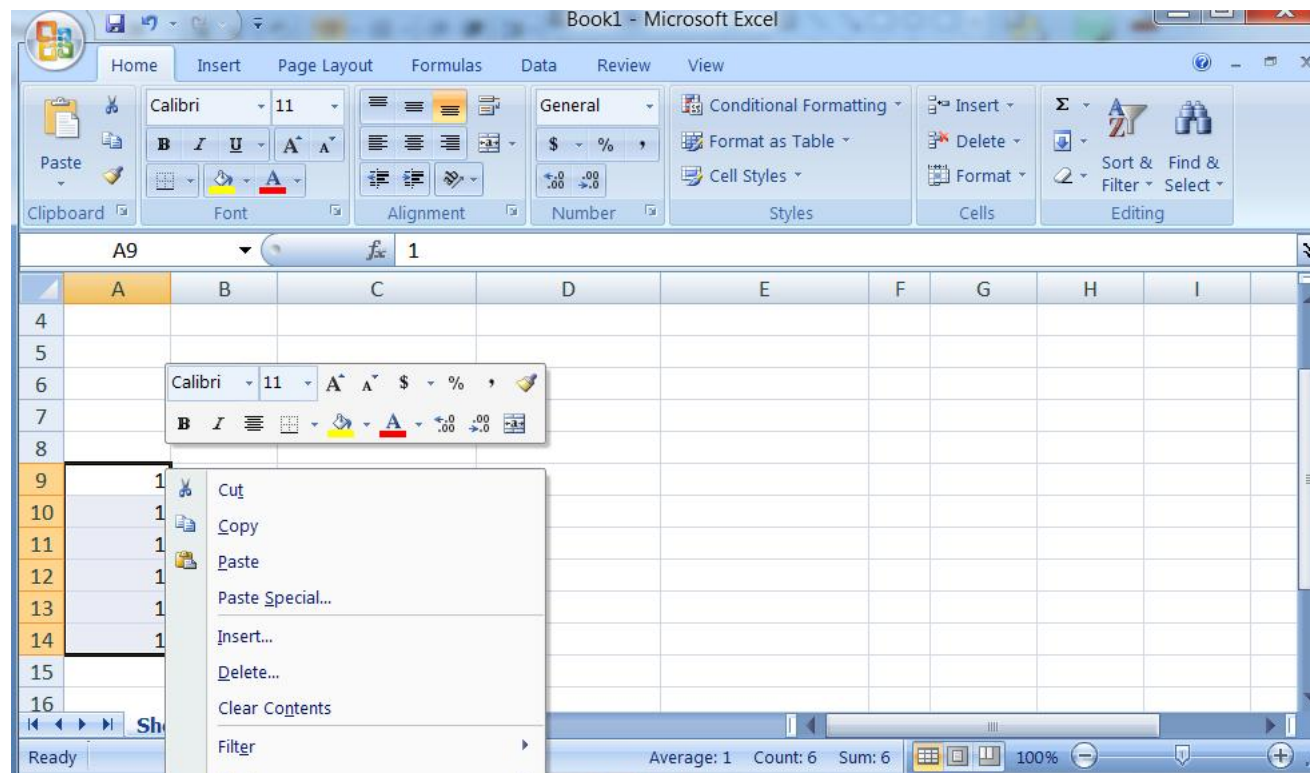 Book1 - Microsoft Excel
Home Insert Page Layout Formulas Data Review View
Calibri 11 General Conditional Formatting Insert Σ
B I U A A $ % , Format as Table Delete
Paste A .00 .00 Cell Styles Format Sort & Filter Find & Select
Clipboard Font Alignment Number Styles Cells Editing
A9 fx 1
A B C D E F G H I
4
5
6
7
8
Calibri 11 A A $ % ,
B I A .00 .00
9 1
10 1
11 1
12 1
13 1
14 1
15
16
Cut
Copy
Paste
Paste Special...
Insert...
Delete...
Clear Contents
Filter
Ready Average: 1 Count: 6 Sum: 6 100%